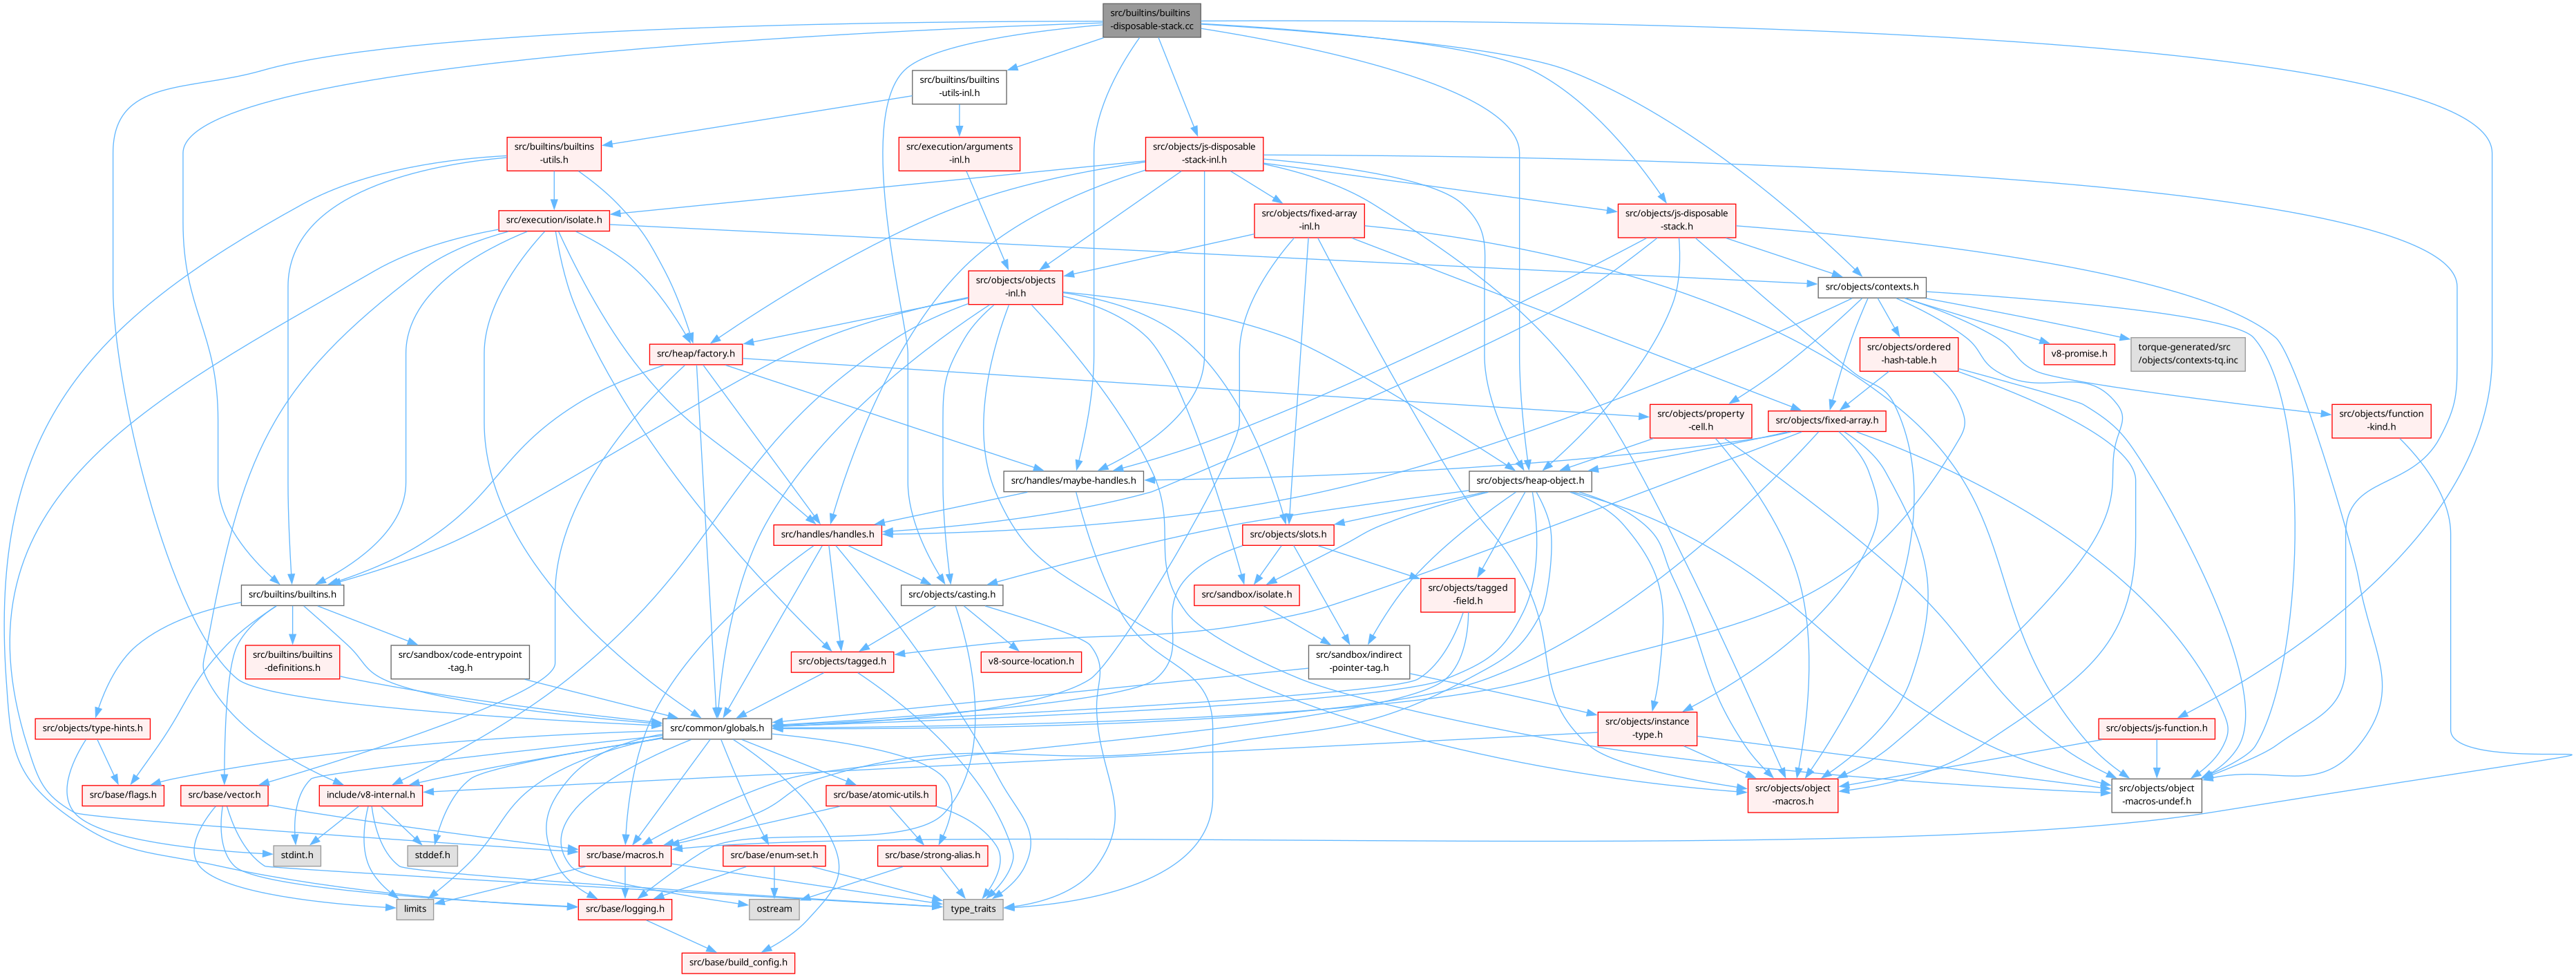 src/builtins/builtins
-disposable-stack.cc
src/builtins/builtins
-utils-inl.h
src/builtins/builtins
-utils.h
src/execution/arguments
-inl.h
src/objects/js-disposable
-stack-inl.h
src/execution/isolate.h
src/objects/fixed-array
-inl.h
src/objects/js-disposable
-stack.h
src/objects/objects
-inl.h
src/objects/contexts.h
src/heap/factory.h
src/objects/ordered
-hash-table.h
v8-promise.h
torque-generated/src
/objects/contexts-tq.inc
src/objects/property
-cell.h
src/objects/fixed-array.h
src/objects/function
-kind.h
src/handles/maybe-handles.h
src/objects/heap-object.h
src/handles/handles.h
src/objects/slots.h
src/builtins/builtins.h
src/objects/casting.h
src/sandbox/isolate.h
src/objects/tagged
-field.h
src/builtins/builtins
-definitions.h
src/sandbox/code-entrypoint
-tag.h
src/objects/tagged.h
v8-source-location.h
src/sandbox/indirect
-pointer-tag.h
src/objects/type-hints.h
src/common/globals.h
src/objects/instance
-type.h
src/objects/js-function.h
src/base/flags.h
src/base/vector.h
include/v8-internal.h
src/base/atomic-utils.h
src/objects/object
-macros.h
src/objects/object
-macros-undef.h
stdint.h
stddef.h
src/base/macros.h
src/base/enum-set.h
src/base/strong-alias.h
limits
src/base/logging.h
ostream
type_traits
src/base/build_config.h